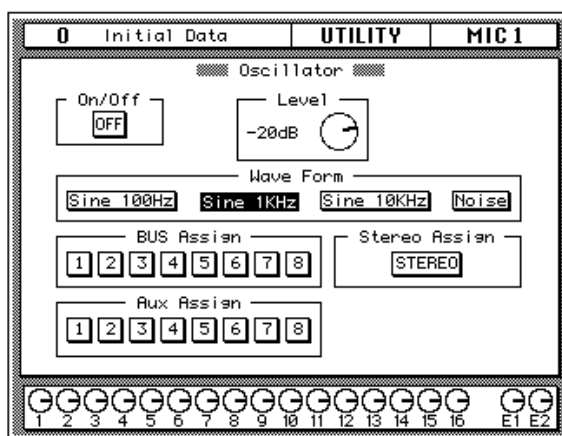 0 Initial Data UTILITY MIC 1
Oscillator
On/Off Level
OFF
-20dB
Wave Form
Sine 100Hz Sine 1KHz Sine 10KHz Noise
BUS Assign Stereo Assign
1 2 3 4 5 6 7 8 STEREO
Aux Assign
1 2 3 4 5 6 7 8
1 2 3 4 5 6 7 8 9 10 11 12 13 14 15 16 E1 E2